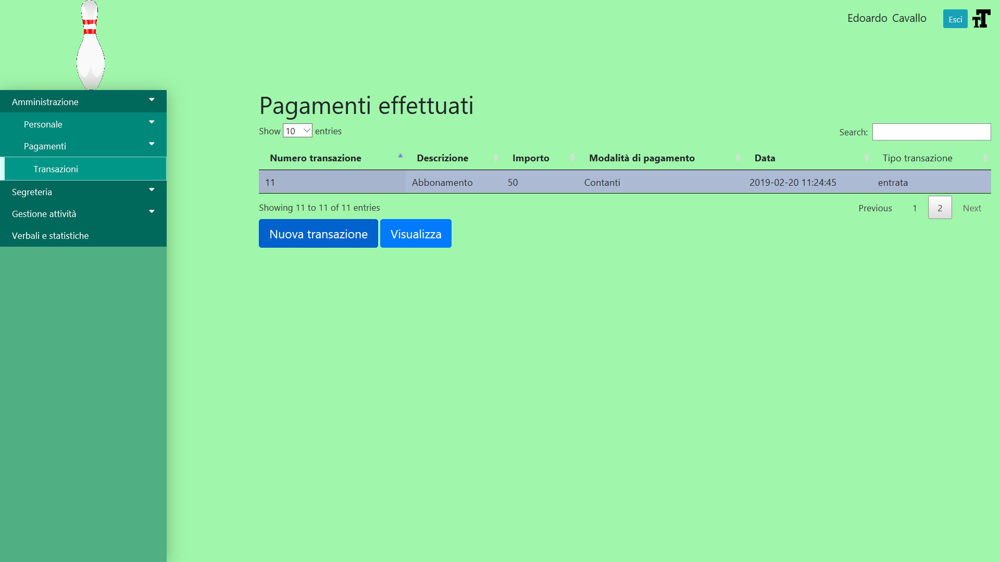 Edoardo Cavallo Esci
Amministrazione
Personale
Pagamenti
Transazioni
Segreteria
Gestione attività
Verbali e statistiche
Pagamenti effettuati
Show 10 entries Search:
Numero transazione Descrizione Importo Modalità di pagamento Data Tipo transazione
11 Abbonamento 50 Contanti 2019-02-20 11:24:45 entrata
Showing 11 to 11 of 11 entries Previous 1 2 Next
Nuova transazione Visualizza